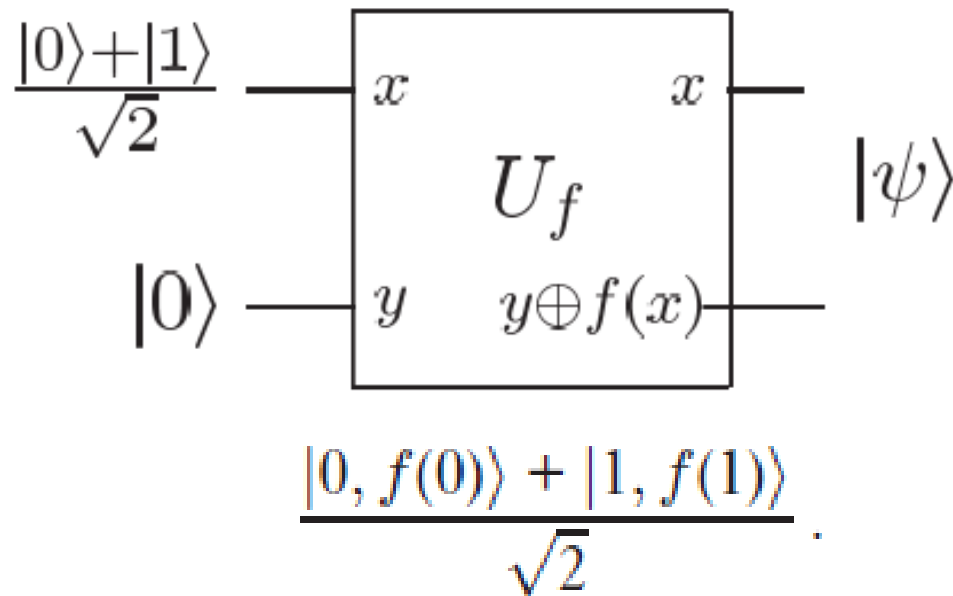 |0⟩+|1⟩
√2
x x
U_f
|ψ⟩
|0⟩ y y⊕f(x)
|0, f(0)⟩ + |1, f(1)⟩
√2 .